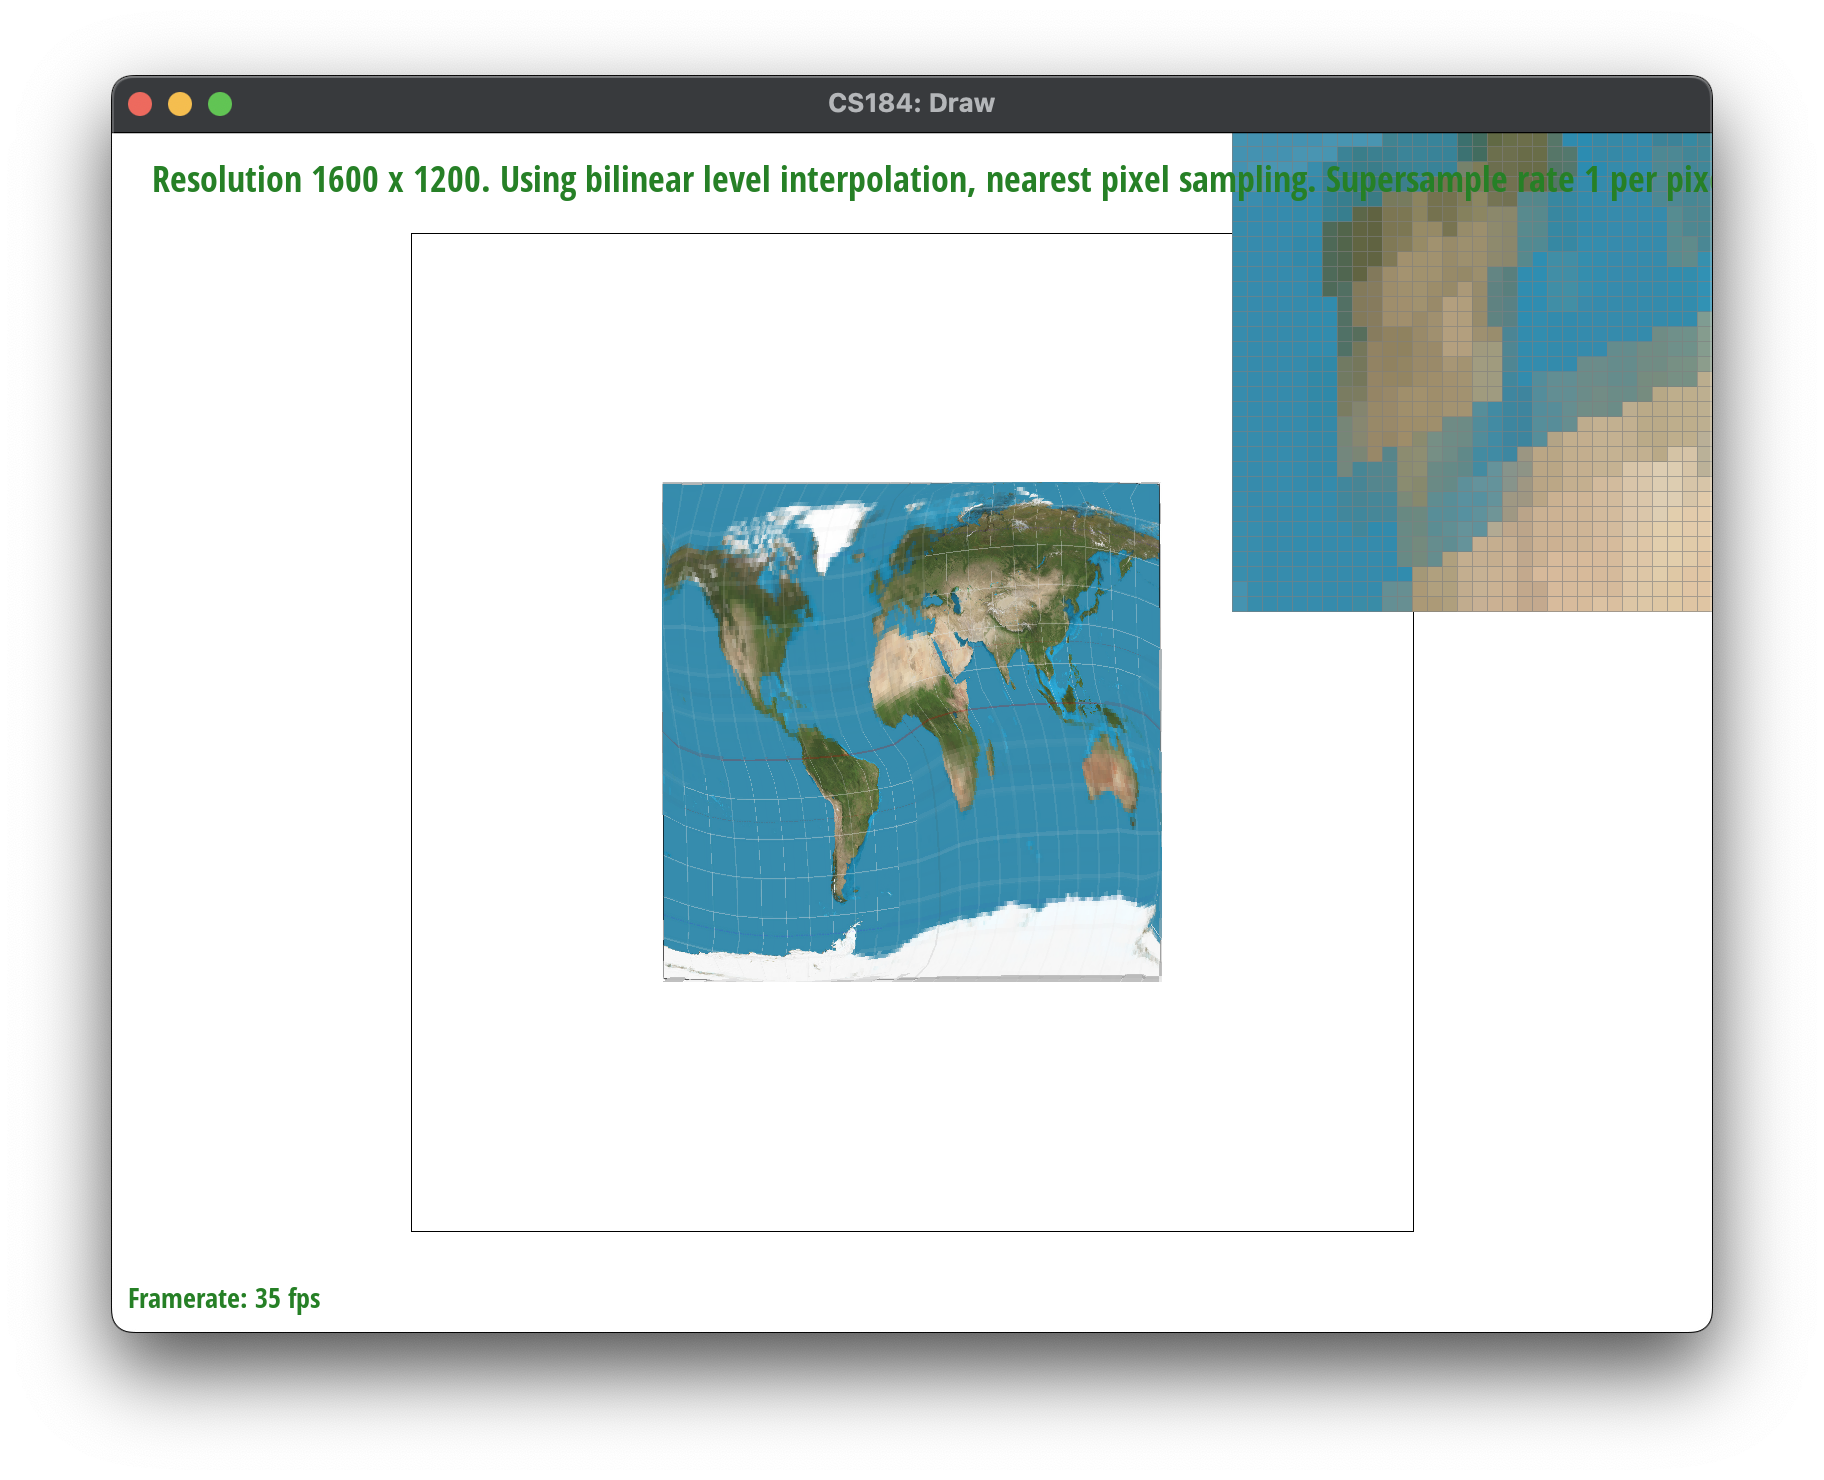 CS184: Draw
Resolution 1600 x 1200. Using bilinear level interpolation, nearest pixel sampling. Supersample rate 1 per pix
Framerate: 35 fps